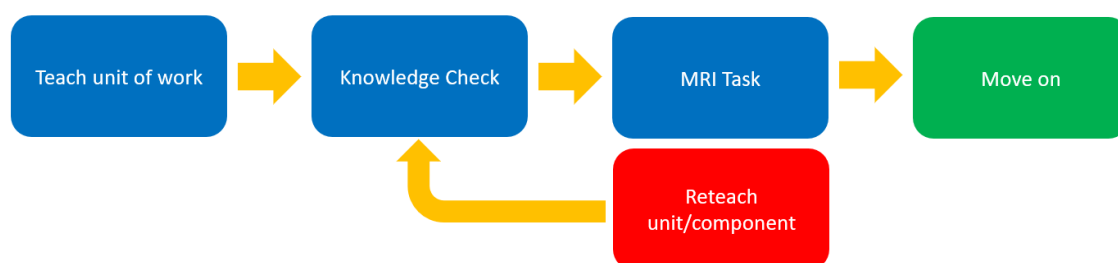 Teach unit of work
Knowledge Check
MRI Task
Move on
Reteach
unit/component